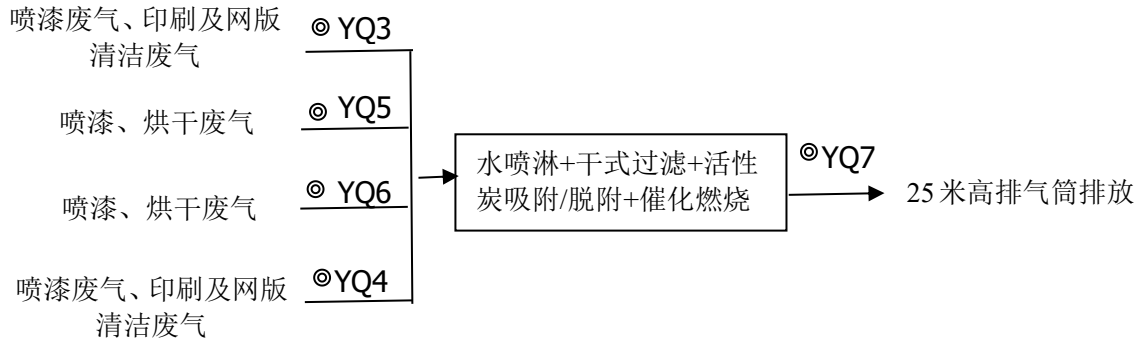 喷漆废气、印刷及网版
清洁废气
◎ YQ3
喷漆、烘干废气
◎ YQ5
喷漆、烘干废气
◎ YQ6
喷漆废气、印刷及网版
清洁废气
◎YQ4
水喷淋+干式过滤+活性
炭吸附/脱附+催化燃烧
◎YQ7
25米高排气筒排放